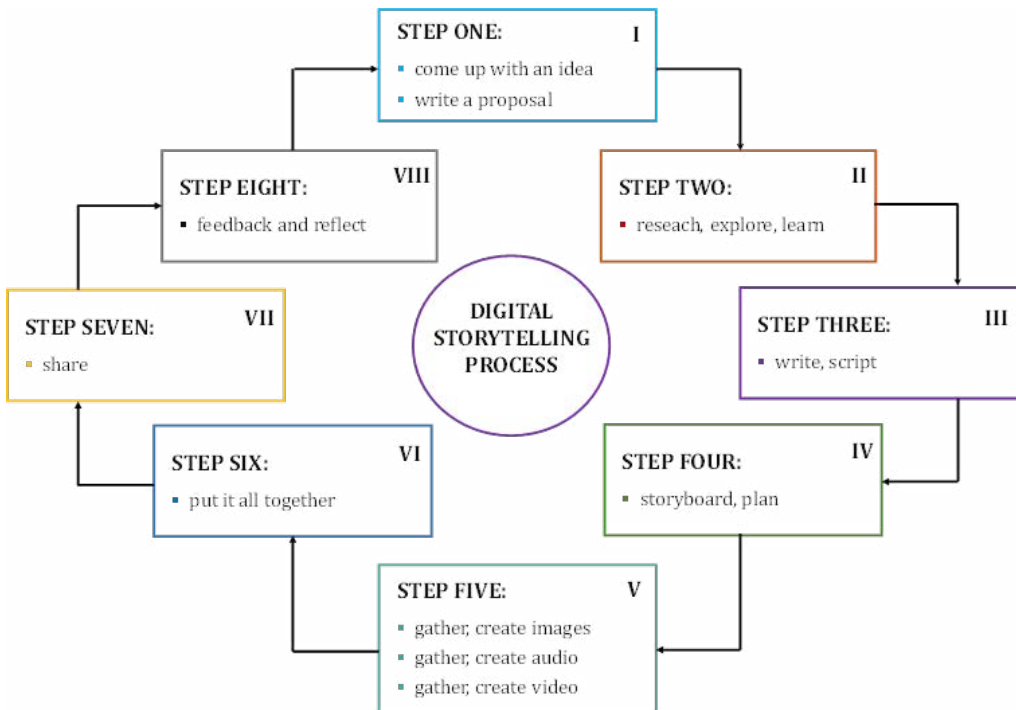 STEP ONE:
I
come up with an idea
write a proposal
STEP TWO:
II
reseach, explore, learn
STEP THREE:
III
write, script
STEP FOUR:
IV
storyboard, plan
STEP FIVE:
V
gather, create images
gather, create audio
gather, create video
STEP SIX:
VI
put it all together
STEP SEVEN:
VII
share
STEP EIGHT:
VIII
feedback and reflect
DIGITAL
STORYTELLING
PROCESS